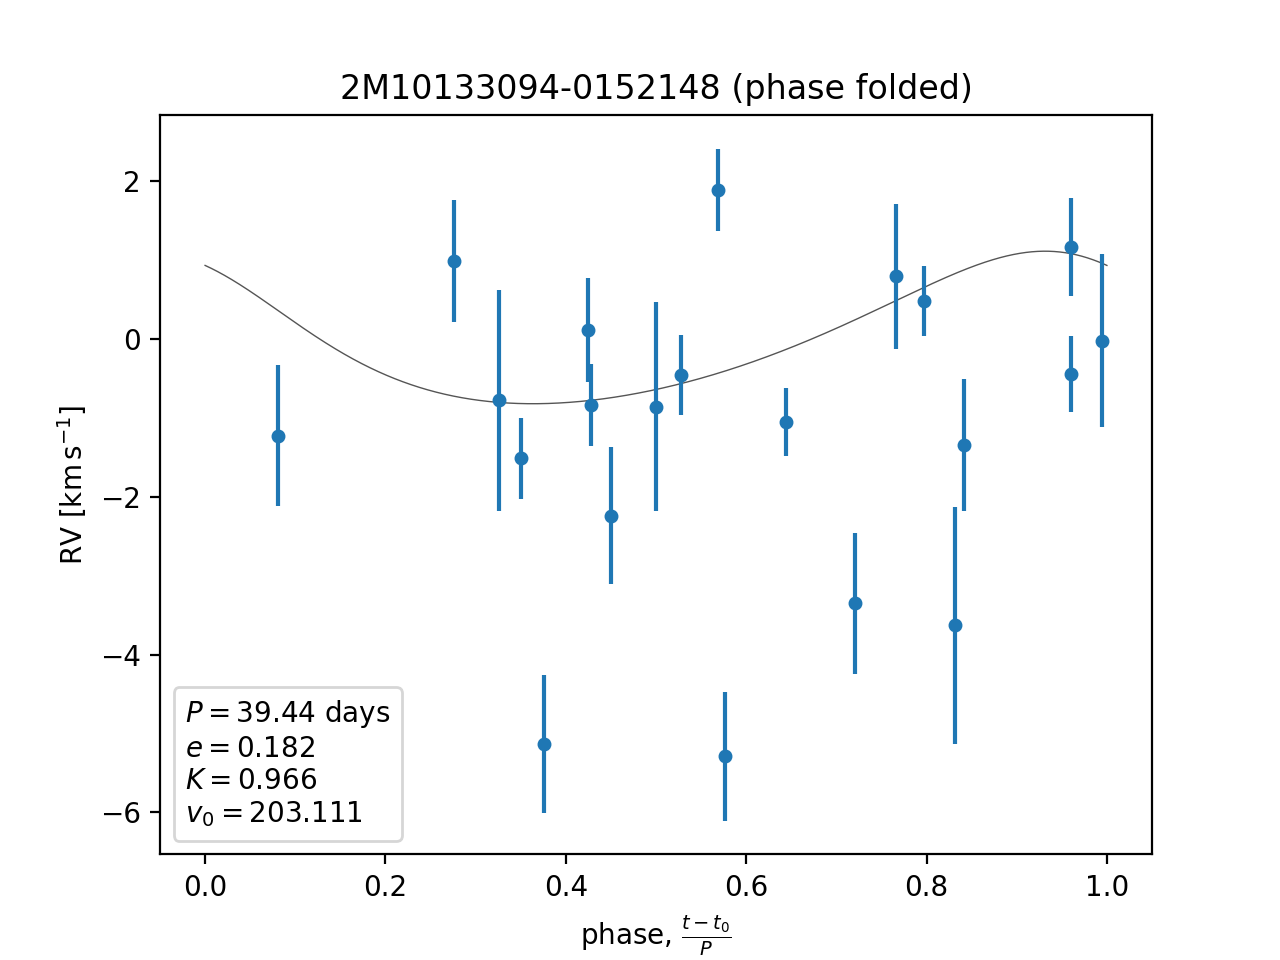 2M10133094-0152148 (phase folded)
RV [km s⁻¹]
2
0
−2
−4
−6
P = 39.44 days
e = 0.182
K = 0.966
v₀ = 203.111
0.0 0.2 0.4 0.6 0.8 1.0
phase, (t − t₀)/P